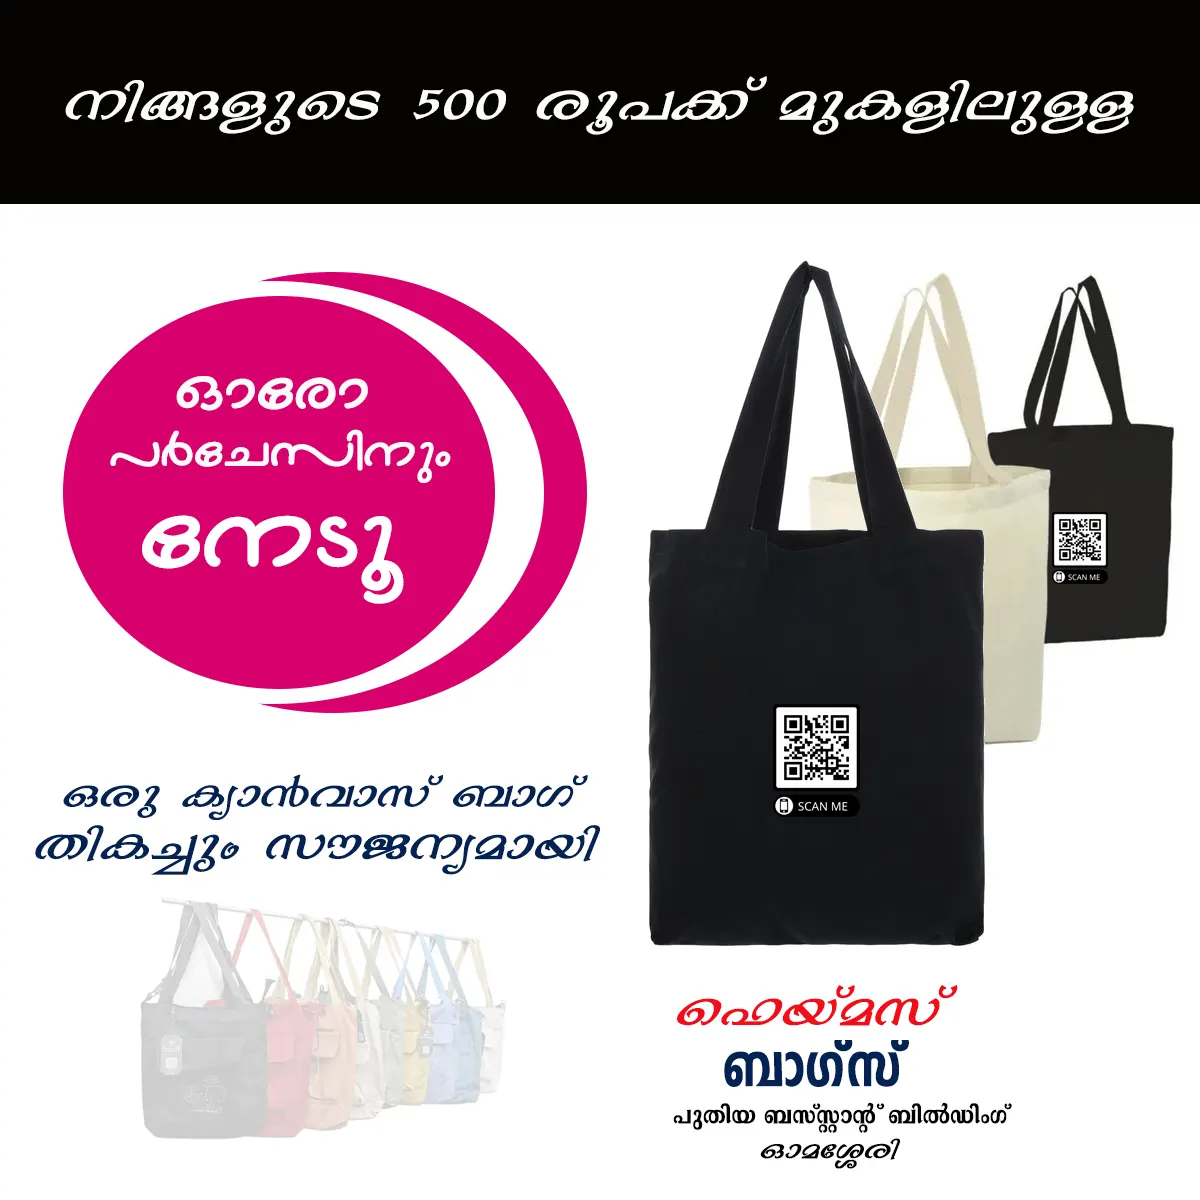 നിങ്ങളുടെ 500 രൂപക്ക് മുകളിലുള്ള
ഓരോ
പർചേസിനും
നേടൂ
ഒരു ക്യാൻവാസ് ബാഗ്
തികച്ചും സൗജന്യമായി
SCAN ME
SCAN ME
ഫെയ്മസ്
ബാഗ്സ്
പുതിയ ബസ്സ്റ്റാന്റ് ബിൽഡിംഗ്
ഓമശ്ശേരി